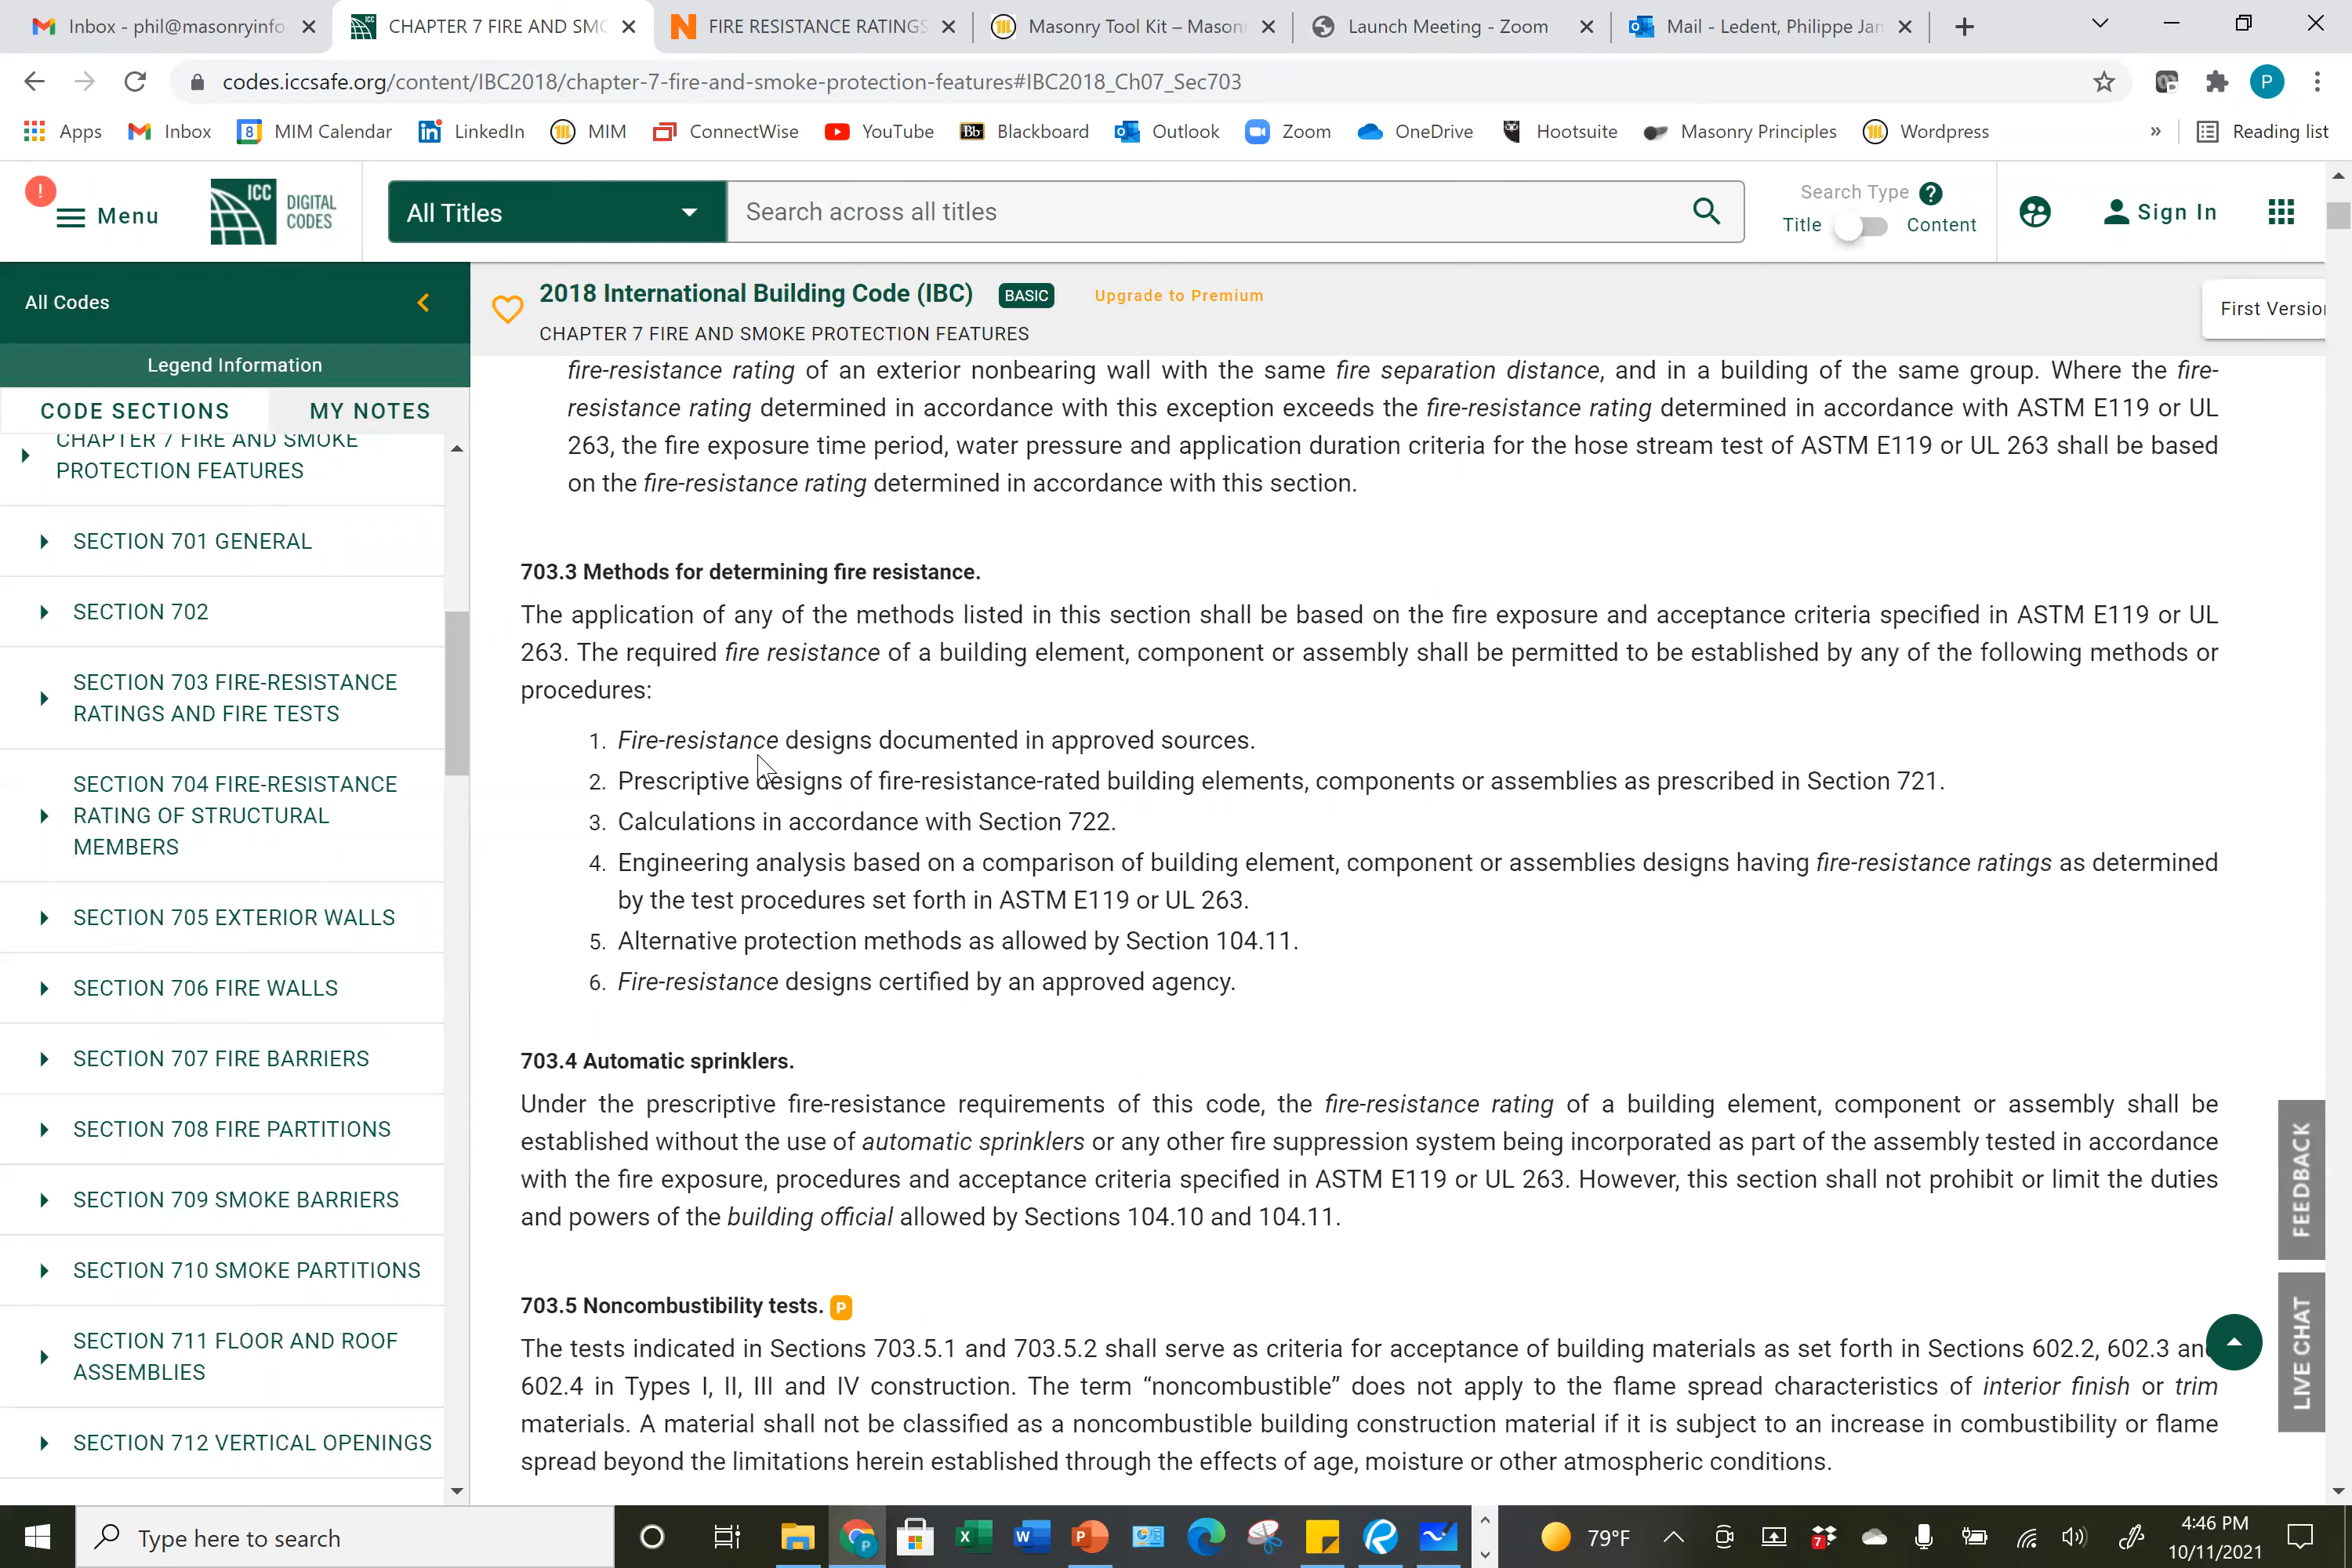 Inbox - phil@masonryinfo
CHAPTER 7 FIRE AND SMO
FIRE RESISTANCE RATINGS
Masonry Tool Kit – Mason
Launch Meeting - Zoom
Mail - Ledent, Philippe Jan
codes.iccsafe.org/content/IBC2018/chapter-7-fire-and-smoke-protection-features#IBC2018_Ch07_Sec703
P
Apps
Inbox
8
MIM Calendar
LinkedIn
MIM
ConnectWise
YouTube
Bb
Blackboard
Outlook
Zoom
OneDrive
Hootsuite
Masonry Principles
Wordpress
»
Reading list
!
Menu
ICC
DIGITAL
CODES
All Titles
Search across all titles
Search Type ?
Title
Content
Sign In
All Codes
Legend Information
CODE SECTIONS
MY NOTES
CHAPTER 7 FIRE AND SMOKE
PROTECTION FEATURES
SECTION 701 GENERAL
SECTION 702
SECTION 703 FIRE-RESISTANCE
RATINGS AND FIRE TESTS
SECTION 704 FIRE-RESISTANCE
RATING OF STRUCTURAL
MEMBERS
SECTION 705 EXTERIOR WALLS
SECTION 706 FIRE WALLS
SECTION 707 FIRE BARRIERS
SECTION 708 FIRE PARTITIONS
SECTION 709 SMOKE BARRIERS
SECTION 710 SMOKE PARTITIONS
SECTION 711 FLOOR AND ROOF
ASSEMBLIES
SECTION 712 VERTICAL OPENINGS
2018 International Building Code (IBC)
BASIC
Upgrade to Premium
CHAPTER 7 FIRE AND SMOKE PROTECTION FEATURES
First Version
fire-resistance rating of an exterior nonbearing wall with the same fire separation distance, and in a building of the same group. Where the fire-
resistance rating determined in accordance with this exception exceeds the fire-resistance rating determined in accordance with ASTM E119 or UL
263, the fire exposure time period, water pressure and application duration criteria for the hose stream test of ASTM E119 or UL 263 shall be based
on the fire-resistance rating determined in accordance with this section.
703.3 Methods for determining fire resistance.
The application of any of the methods listed in this section shall be based on the fire exposure and acceptance criteria specified in ASTM E119 or UL
263. The required fire resistance of a building element, component or assembly shall be permitted to be established by any of the following methods or
procedures:
1. Fire-resistance designs documented in approved sources.
2. Prescriptive designs of fire-resistance-rated building elements, components or assemblies as prescribed in Section 721.
3. Calculations in accordance with Section 722.
4. Engineering analysis based on a comparison of building element, component or assemblies designs having fire-resistance ratings as determined
by the test procedures set forth in ASTM E119 or UL 263.
5. Alternative protection methods as allowed by Section 104.11.
6. Fire-resistance designs certified by an approved agency.
703.4 Automatic sprinklers.
Under the prescriptive fire-resistance requirements of this code, the fire-resistance rating of a building element, component or assembly shall be
established without the use of automatic sprinklers or any other fire suppression system being incorporated as part of the assembly tested in accordance
with the fire exposure, procedures and acceptance criteria specified in ASTM E119 or UL 263. However, this section shall not prohibit or limit the duties
and powers of the building official allowed by Sections 104.10 and 104.11.
703.5 Noncombustibility tests. P
The tests indicated in Sections 703.5.1 and 703.5.2 shall serve as criteria for acceptance of building materials as set forth in Sections 602.2, 602.3 and
602.4 in Types I, II, III and IV construction. The term “noncombustible” does not apply to the flame spread characteristics of interior finish or trim
materials. A material shall not be classified as a noncombustible building construction material if it is subject to an increase in combustibility or flame
spread beyond the limitations herein established through the effects of age, moisture or other atmospheric conditions.
FEEDBACK
LIVE CHAT
Type here to search
79°F
7
4:46 PM
10/11/2021